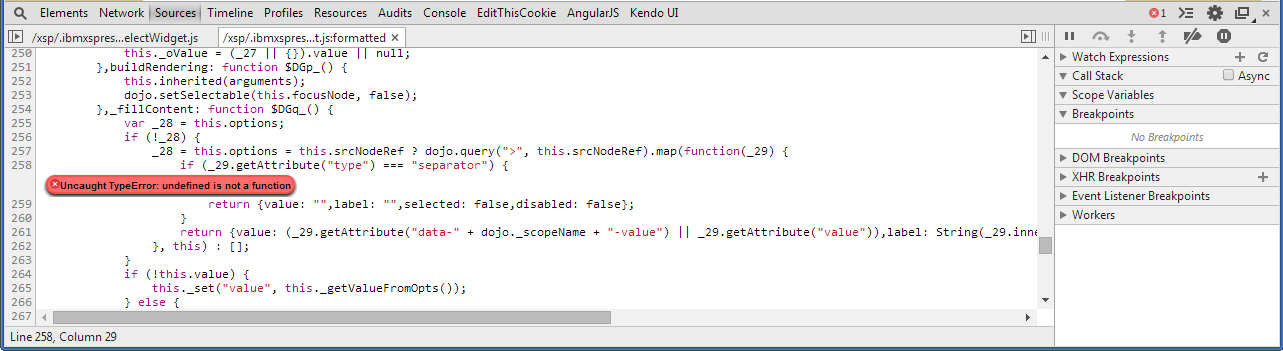 Elements Network Sources Timeline Profiles Resources Audits Console EditThisCookie AngularJS Kendo UI 1
/xsp/.ibmxspres…electWidget.js /xsp/.ibmxspres…t.js:formatted ×
250 this._oValue = (_27 || {}).value || null;
251 },buildRendering: function $DGp_() {
252 this.inherited(arguments);
253 dojo.setSelectable(this.focusNode, false);
254 },_fillContent: function $DGq_() {
255 var _28 = this.options;
256 if (!_28) {
257 _28 = this.options = this.srcNodeRef ? dojo.query(">", this.srcNodeRef).map(function(_29) {
258 if (_29.getAttribute("type") === "separator") {
Uncaught TypeError: undefined is not a function
259 return {value: "",label: "",selected: false,disabled: false};
260 }
261 return {value: (_29.getAttribute("data-" + dojo._scopeName + "-value") || _29.getAttribute("value")),label: String(_29.inne
262 }, this) : [];
263 }
264 if (!this.value) {
265 this._set("value", this._getValueFromOpts());
266 } else {
267
Line 258, Column 29
Watch Expressions
Call Stack Async
Scope Variables
Breakpoints
No Breakpoints
DOM Breakpoints
XHR Breakpoints
Event Listener Breakpoints
Workers